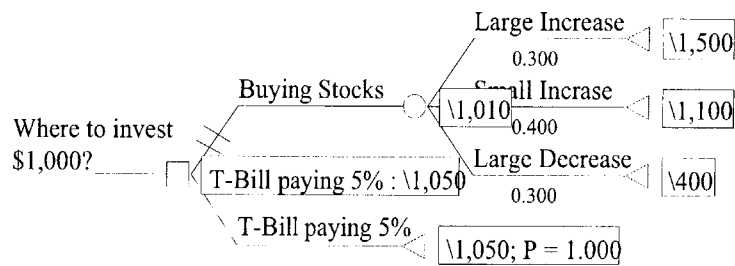 Large Increase
0.300
\1,500
Buying Stocks
\1,010
Small Incrase
0.400
\1,100
Where to invest
$1,000?
Large Decrease
0.300
\400
T-Bill paying 5% : \1,050
T-Bill paying 5%
\1,050; P = 1.000